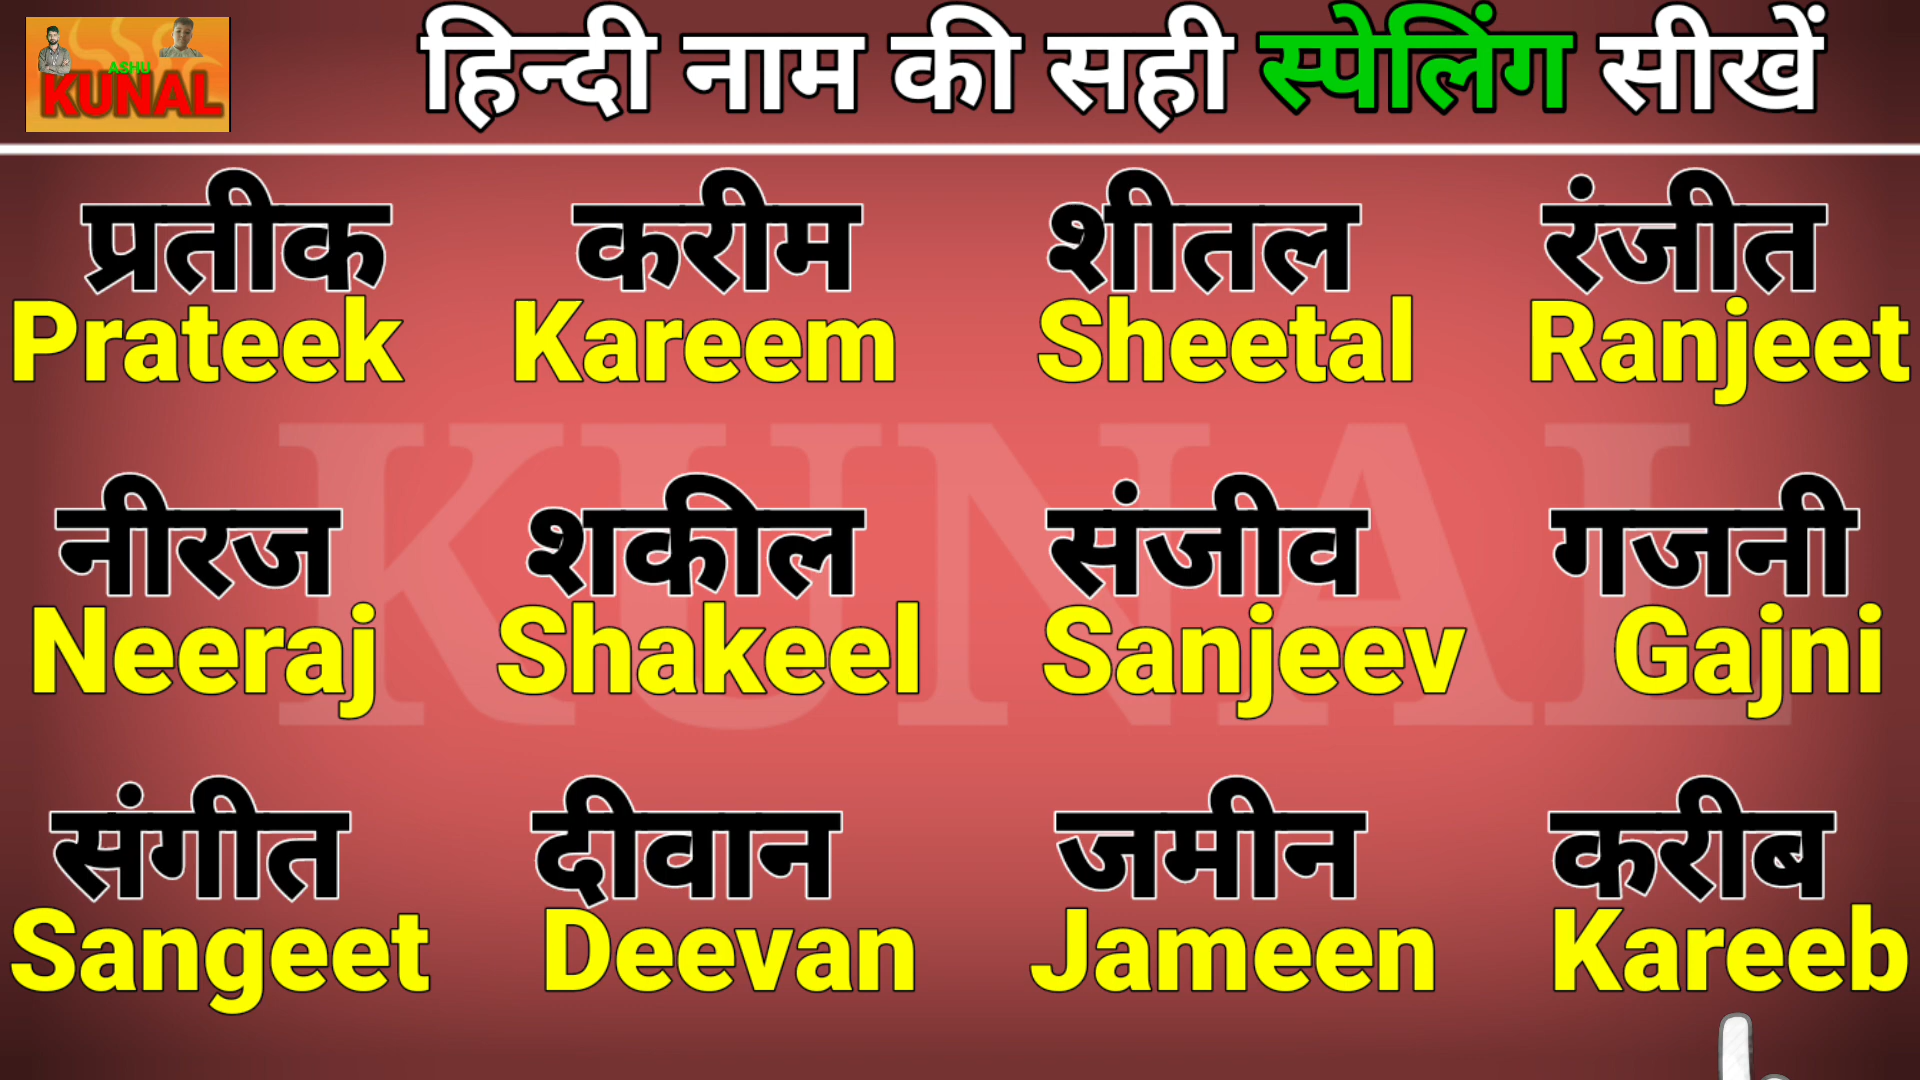 ASHU
KUNAL
हिन्दी नाम की सही स्पेलिंग सीखें
प्रतीक करीम शीतल रंजीत
Prateek Kareem Sheetal Ranjeet
KUNAL
नीरज शकील संजीव गजनी
Neeraj Shakeel Sanjeev Gajni
संगीत दीवान जमीन करीब
Sangeet Deevan Jameen Kareeb